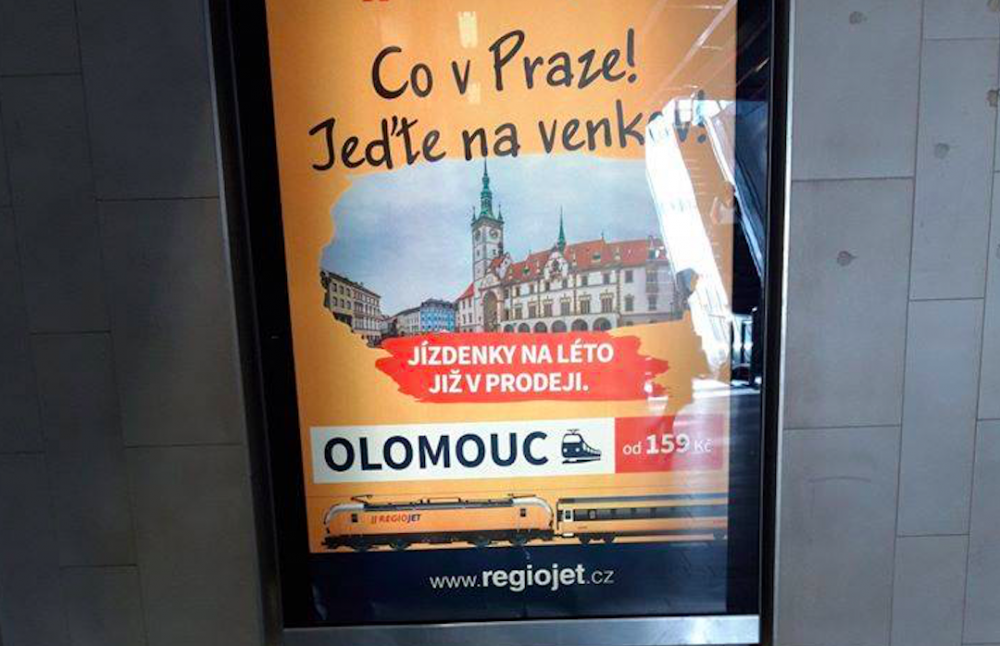 Co v Praze!
Jeďte na venkov!
JÍZDENKY NA LÉTO
JIŽ V PRODEJI.
OLOMOUC
od 159 Kč
REGIOJET
www.regiojet.cz